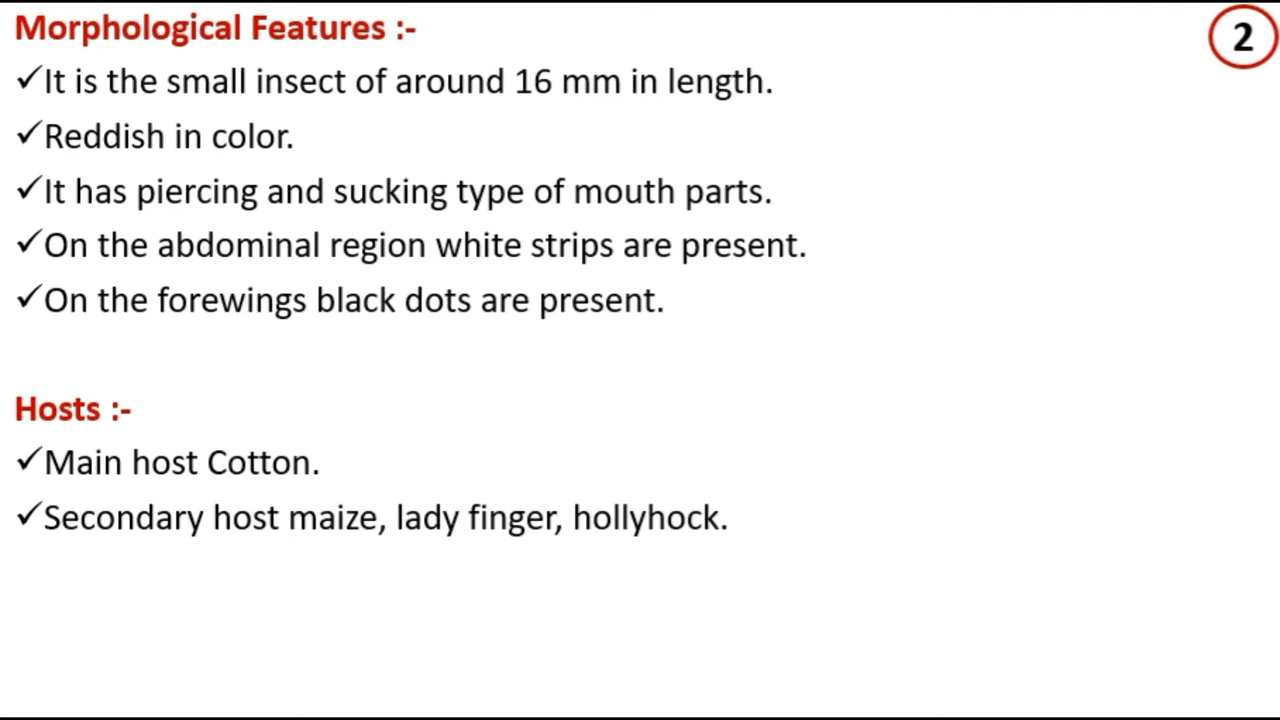 Morphological Features :-
2
✓It is the small insect of around 16 mm in length.
✓Reddish in color.
✓It has piercing and sucking type of mouth parts.
✓On the abdominal region white strips are present.
✓On the forewings black dots are present.
Hosts :-
✓Main host Cotton.
✓Secondary host maize, lady finger, hollyhock.